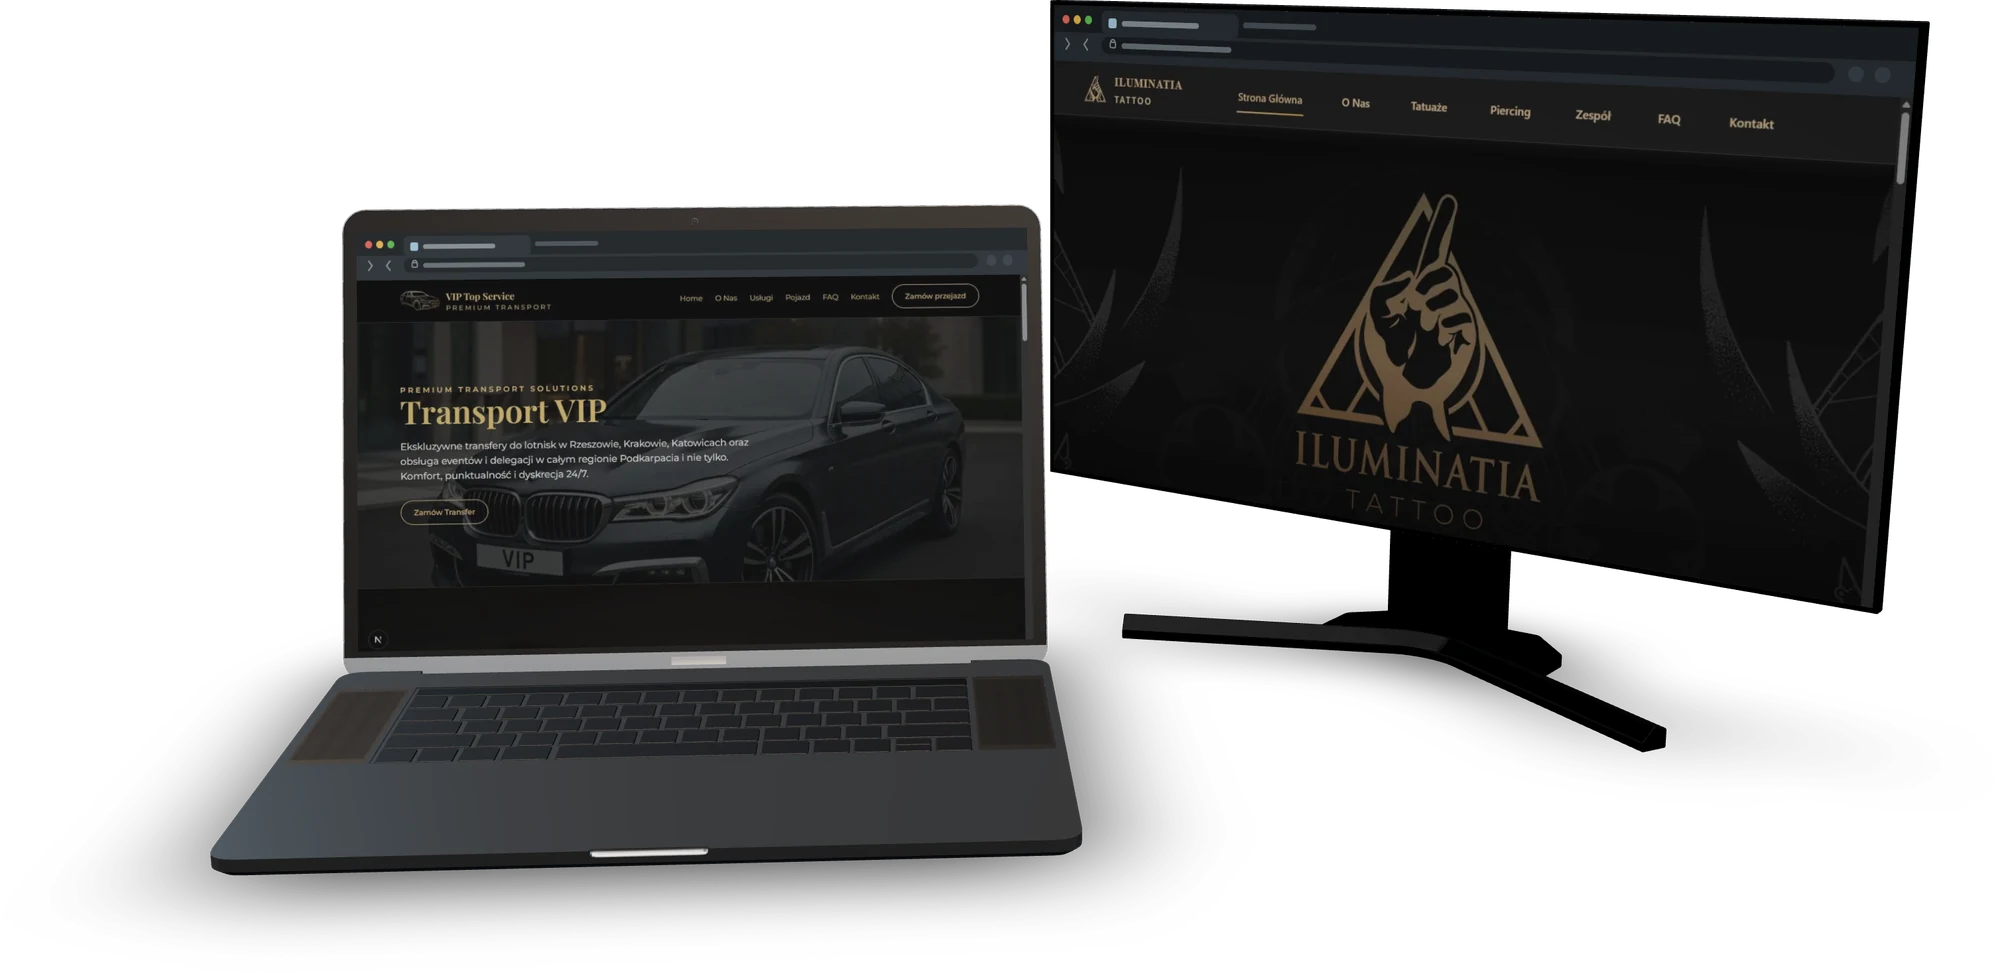 VIP Top Service
PREMIUM TRANSPORT
Home O Nas Usługi Pojazd FAQ Kontakt Zamów przejazd
PREMIUM TRANSPORT SOLUTIONS
Transport VIP
Ekskluzywne transfery do lotnisk w Rzeszowie, Krakowie, Katowicach oraz
obsługa eventów i delegacji w całym regionie Podkarpacia i nie tylko.
Komfort, punktualność i dyskrecja 24/7.
Zamów Transfer
VIP
N
ILUMINATIA
TATTOO
Strona Główna O Nas Tatuaże Piercing Zespół FAQ Kontakt
ILUMINATIA
TATTOO